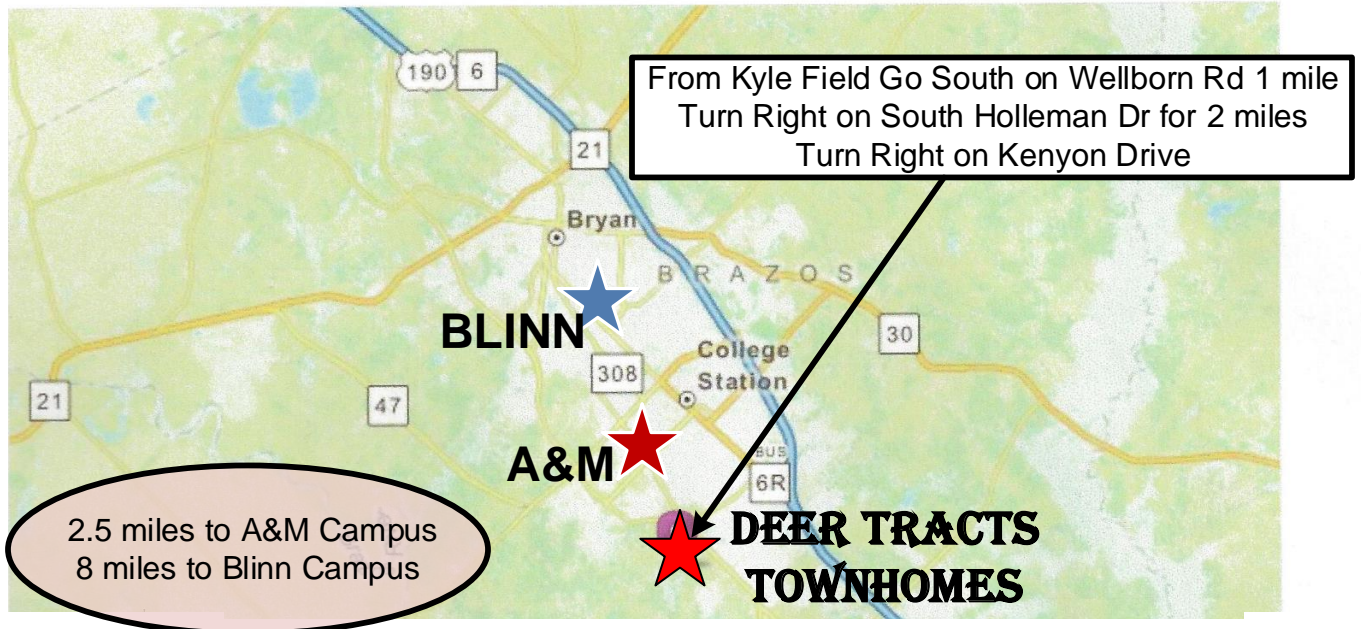 190
6
From Kyle Field Go South on Wellborn Rd 1 mile
Turn Right on South Holleman Dr for 2 miles
Turn Right on Kenyon Drive
21
Bryan
BRAZOS
BLINN
30
College
Station
308
21
47
A&M
BUS
6R
2.5 miles to A&M Campus
8 miles to Blinn Campus
DEER TRACTS
TOWNHOMES